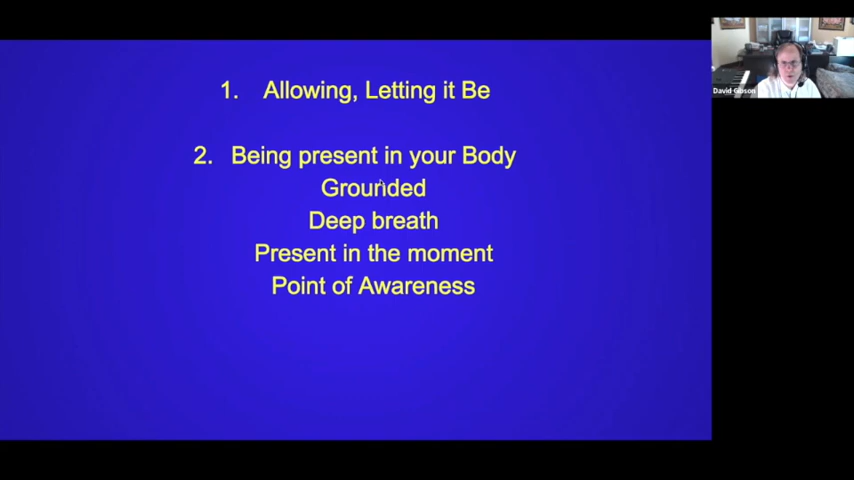 1. Allowing, Letting it Be
2. Being present in your Body
Grounded
Deep breath
Present in the moment
Point of Awareness
David Gibson